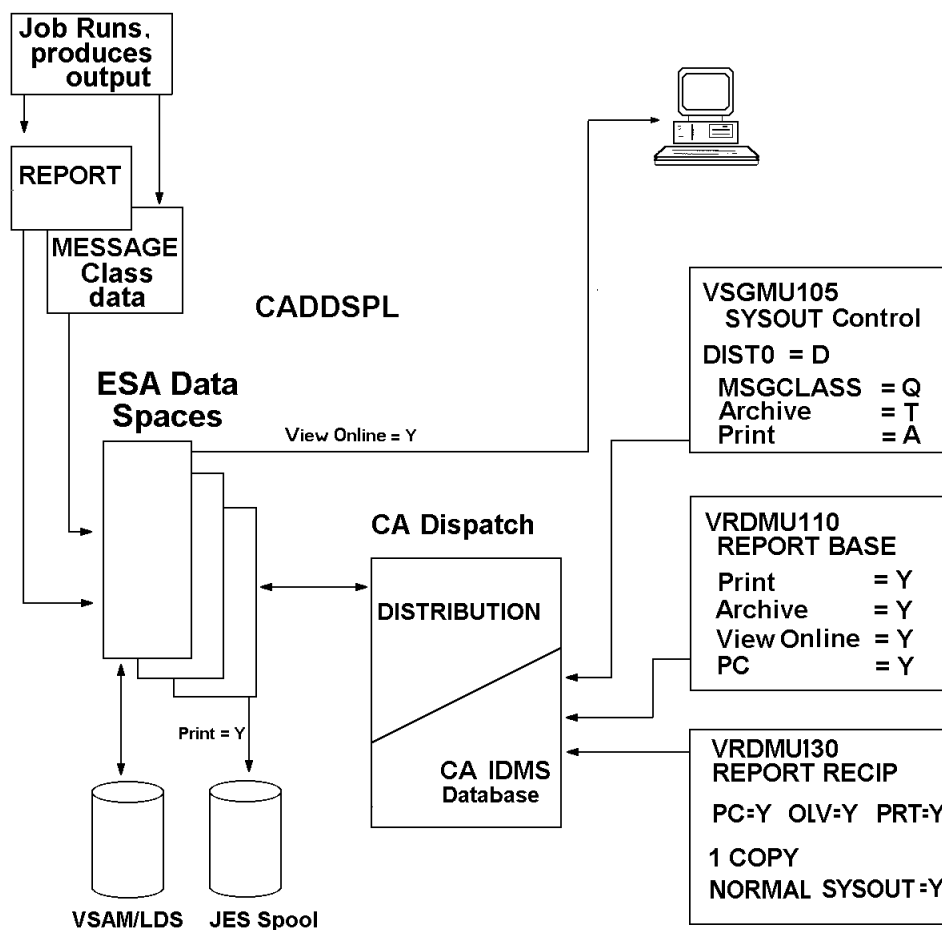 Job Runs,
produces
output
REPORT
MESSAGE
Class
data
CADDSPL
ESA Data
Spaces
View Online = Y
CA Dispatch
DISTRIBUTION
CA IDMS
Database
Print = Y
VSAM/LDS
JES Spool
VSGMU105
SYSOUT Control
DIST0 = D
MSGCLASS = Q
Archive = T
Print = A
VRDMU110
REPORT BASE
Print = Y
Archive = Y
View Online = Y
PC = Y
VRDMUI30
REPORT RECIP
PC=Y OLV=Y PRT=Y
1 COPY
NORMAL SYSOUT=Y